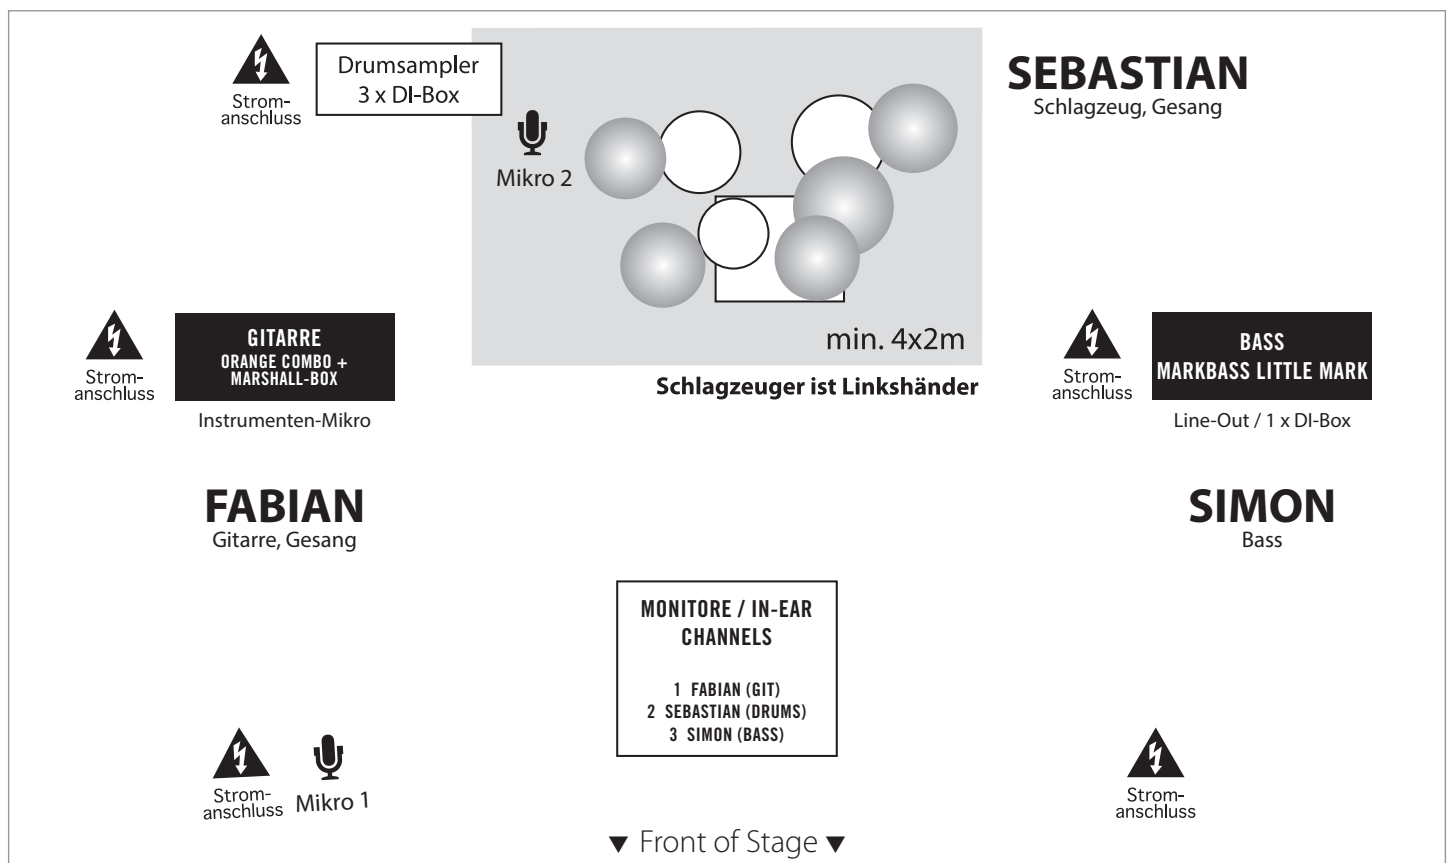 Drumsampler
3 x DI-Box
Strom-
anschluss
Mikro 2
SEBASTIAN
Schlagzeug, Gesang
min. 4x2m
Schlagzeuger ist Linkshänder
Strom-
anschluss
GITARRE
ORANGE COMBO +
MARSHALL-BOX
Instrumenten-Mikro
Strom-
anschluss
BASS
MARKBASS LITTLE MARK
Line-Out / 1 x DI-Box
FABIAN
Gitarre, Gesang
SIMON
Bass
MONITORE / IN-EAR
CHANNELS
1 FABIAN (GIT)
2 SEBASTIAN (DRUMS)
3 SIMON (BASS)
Strom-
anschluss
Mikro 1
Strom-
anschluss
▼ Front of Stage ▼